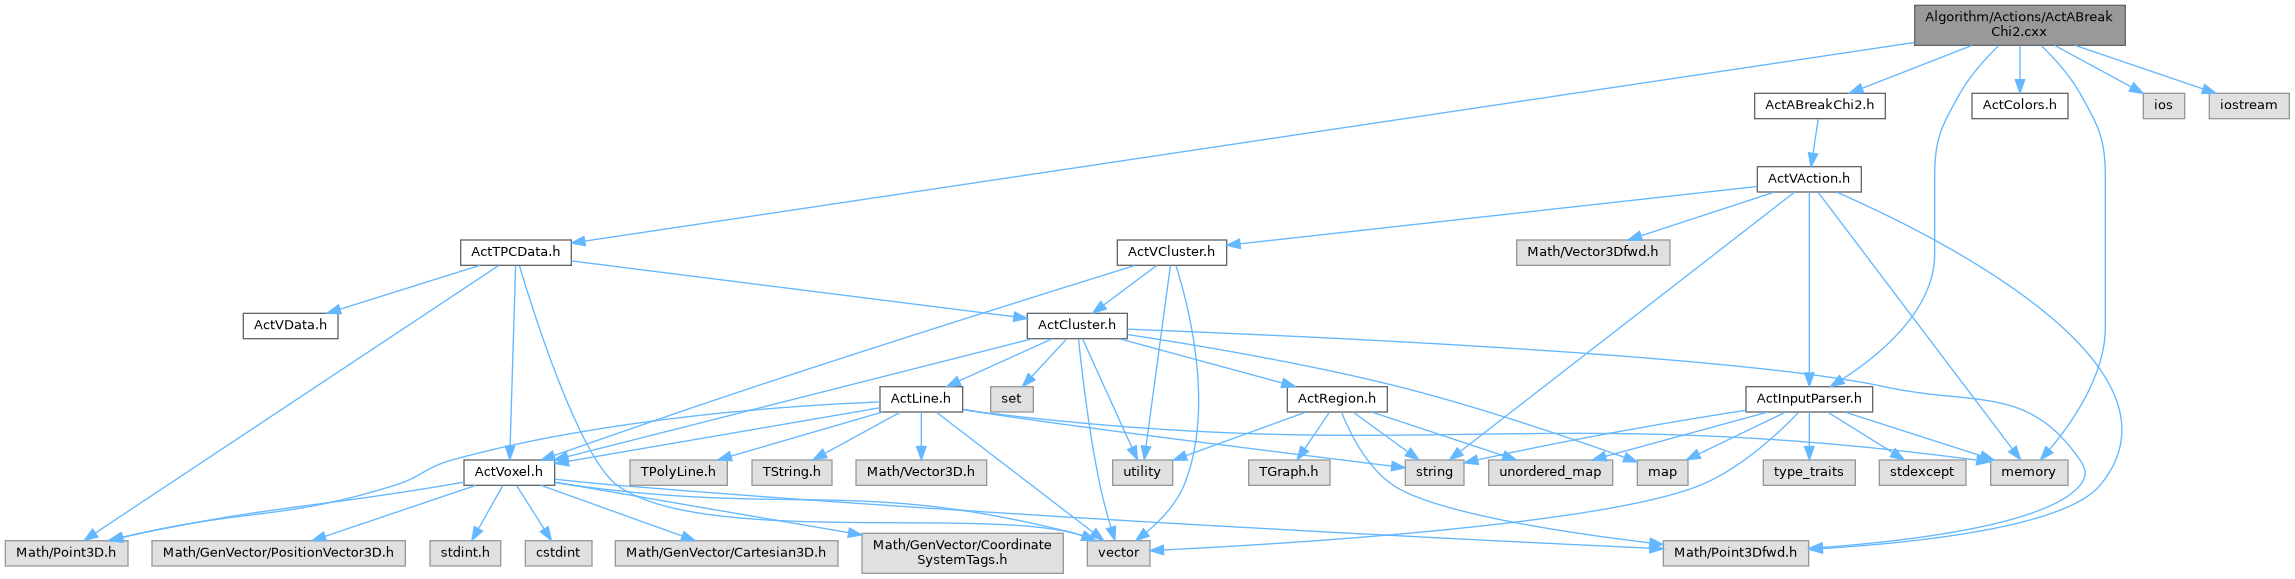 Algorithm/Actions/ActABreak
Chi2.cxx
ActABreakChi2.h
ActColors.h
ios
iostream
ActVAction.h
ActTPCData.h
ActVCluster.h
Math/Vector3Dfwd.h
ActVData.h
ActCluster.h
ActLine.h
set
ActRegion.h
ActInputParser.h
ActVoxel.h
TPolyLine.h
TString.h
Math/Vector3D.h
utility
TGraph.h
string
unordered_map
map
type_traits
stdexcept
memory
Math/Point3D.h
Math/GenVector/PositionVector3D.h
stdint.h
cstdint
Math/GenVector/Cartesian3D.h
Math/GenVector/Coordinate
SystemTags.h
vector
Math/Point3Dfwd.h